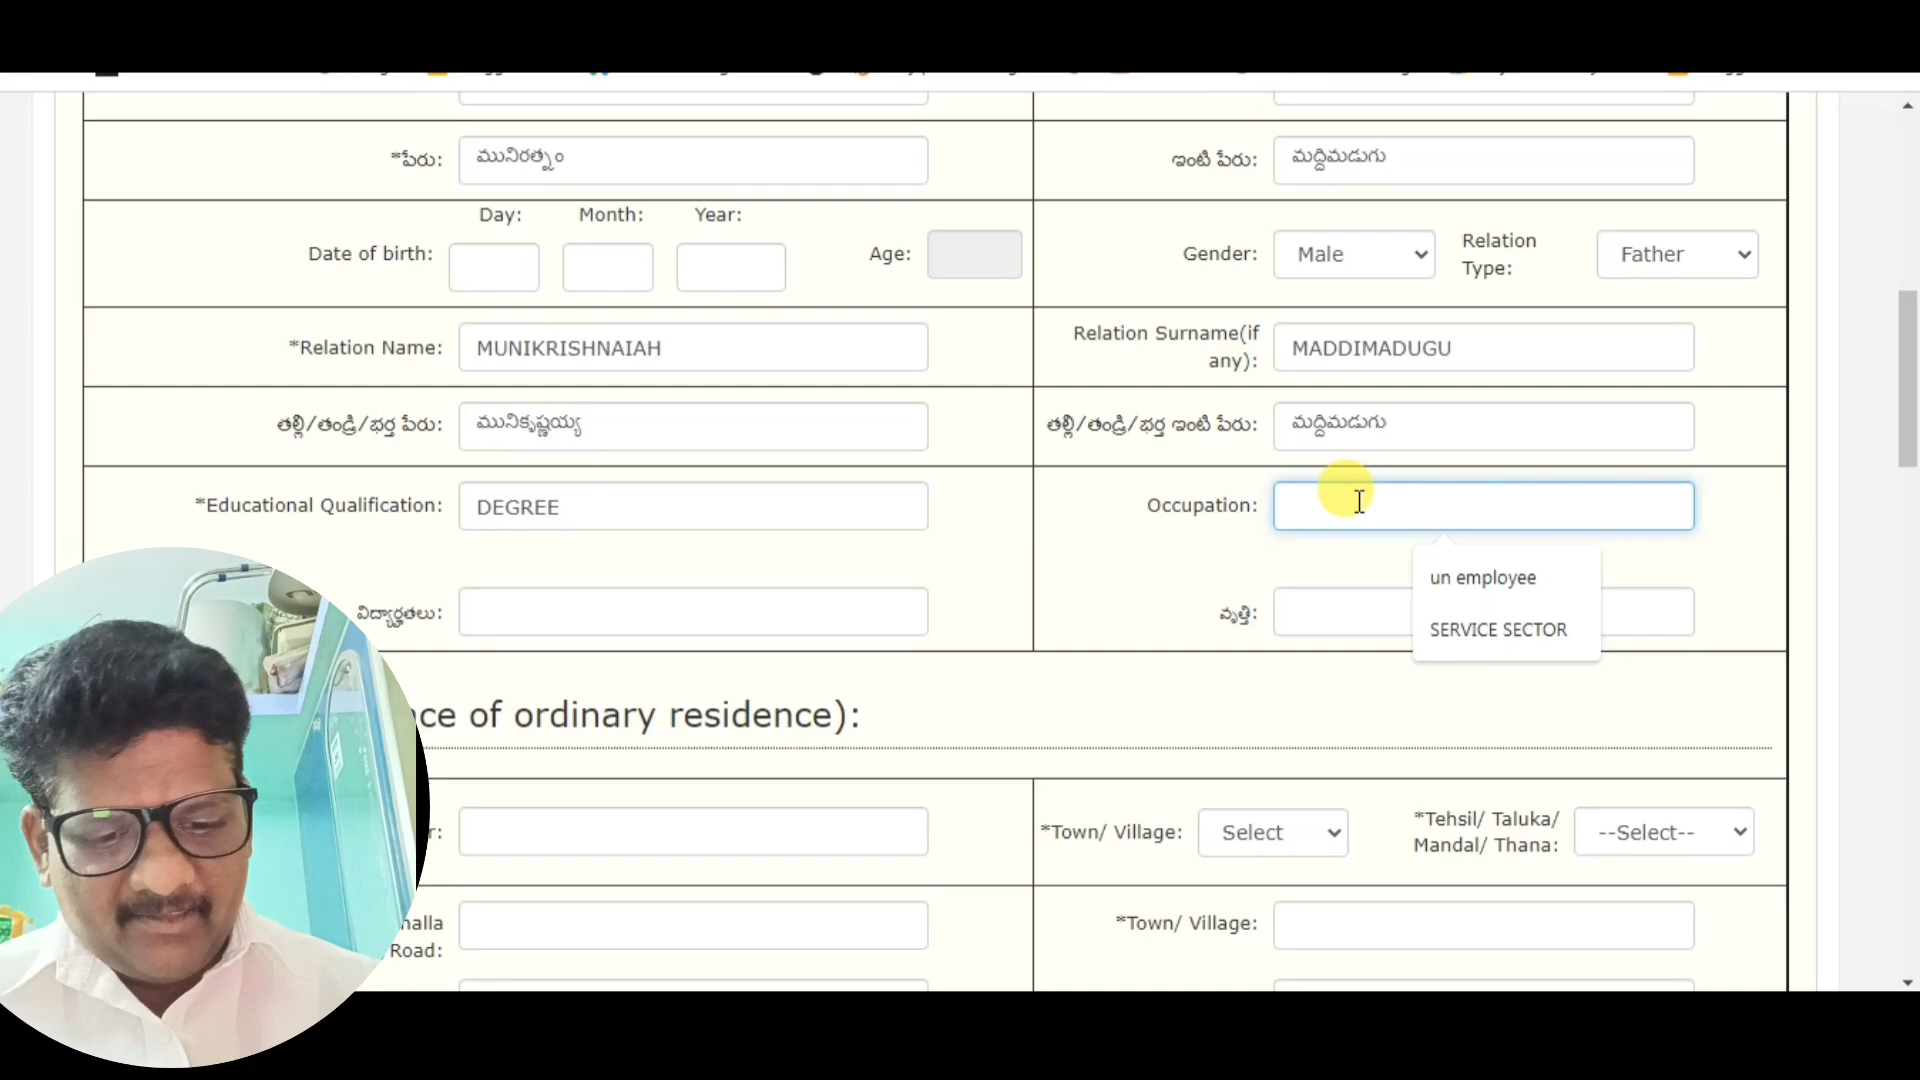 *పేరు: మునిరత్నం ఇంటి పేరు: మద్దిమడుగు
Day: Month: Year:
Date of birth: Age: Gender: Male Relation Type: Father
*Relation Name: MUNIKRISHNAIAH Relation Surname(if any): MADDIMADUGU
తల్లి/తండ్రి/భర్త పేరు: మునికృష్ణయ్య తల్లి/తండ్రి/భర్త ఇంటి పేరు: మద్దిమడుగు
*Educational Qualification: DEGREE Occupation:
un employee
విద్యార్హతలు: వృత్తి:
SERVICE SECTOR
of ordinary residence):
*Town/ Village: Select *Tehsil/ Taluka/ Mandal/ Thana: --Select--
*Town/ Village:
Road: